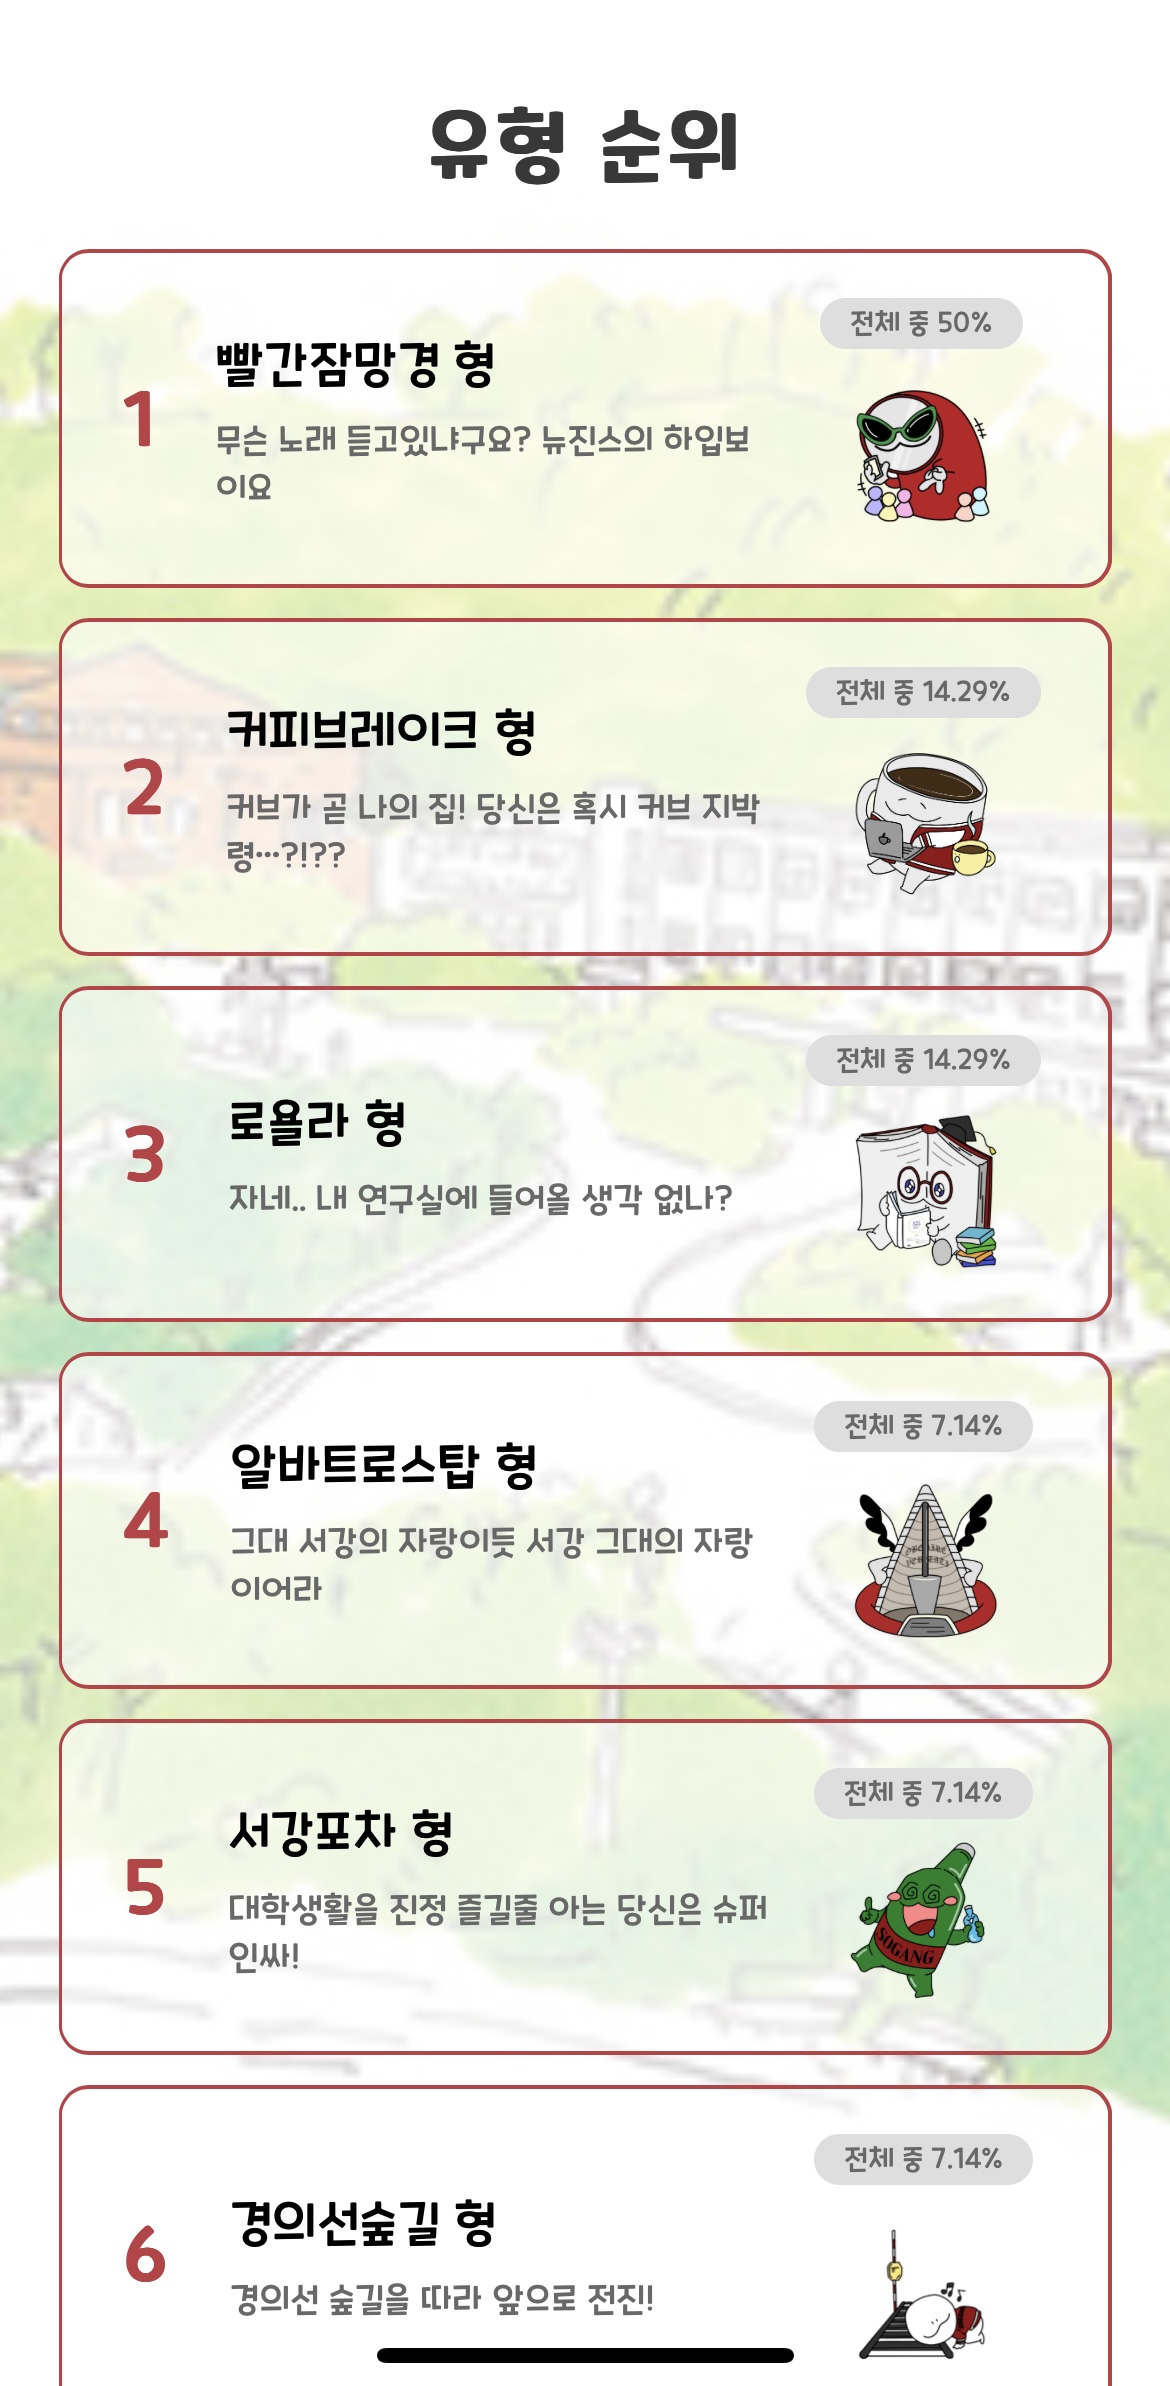 유형 순위
전체 중 50%
1
빨간잠망경 형
무슨 노래 듣고있냐구요? 뉴진스의 하입보
이요
전체 중 14.29%
2
커피브레이크 형
커브가 곧 나의 집! 당신은 혹시 커브 지박
령…?!??
전체 중 14.29%
3
로욜라 형
자네.. 내 연구실에 들어올 생각 없나?
전체 중 7.14%
4
알바트로스탑 형
그대 서강의 자랑이듯 서강 그대의 자랑
이어라
전체 중 7.14%
5
서강포차 형
대학생활을 진정 즐길줄 아는 당신은 슈퍼
인싸!
SOGANG
전체 중 7.14%
6
경의선숲길 형
경의선 숲길을 따라 앞으로 전진!